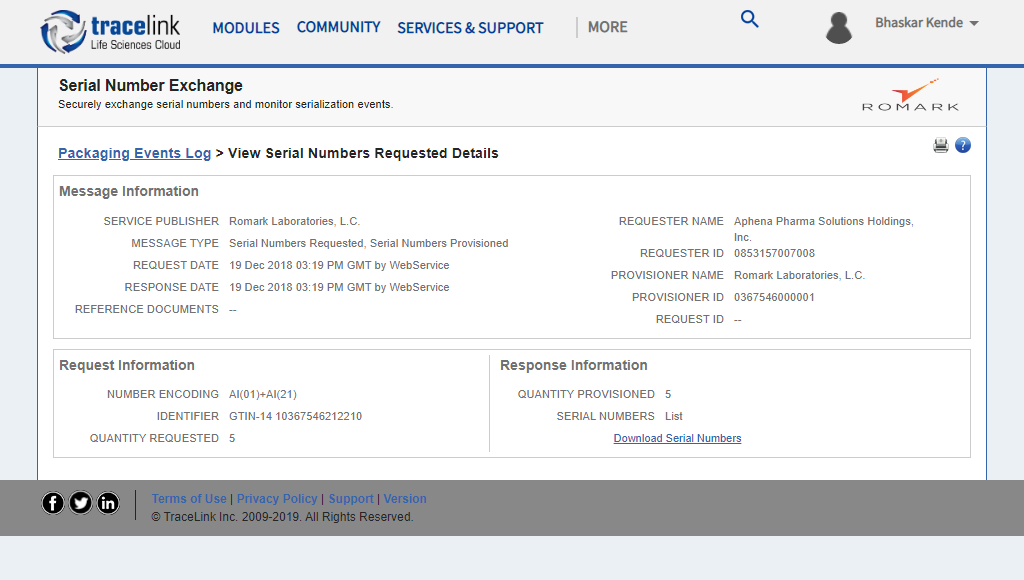 tracelink
Life Sciences Cloud
MODULES COMMUNITY SERVICES & SUPPORT | MORE
Bhaskar Kende
Serial Number Exchange
Securely exchange serial numbers and monitor serialization events.
ROMARK
Packaging Events Log > View Serial Numbers Requested Details
?
Message Information
SERVICE PUBLISHER Romark Laboratories, L.C.
MESSAGE TYPE Serial Numbers Requested, Serial Numbers Provisioned
REQUEST DATE 19 Dec 2018 03:19 PM GMT by WebService
RESPONSE DATE 19 Dec 2018 03:19 PM GMT by WebService
REFERENCE DOCUMENTS --
REQUESTER NAME Aphena Pharma Solutions Holdings,
Inc.
REQUESTER ID 0853157007008
PROVISIONER NAME Romark Laboratories, L.C.
PROVISIONER ID 0367546000001
REQUEST ID --
Request Information
NUMBER ENCODING AI(01)+AI(21)
IDENTIFIER GTIN-14 10367546212210
QUANTITY REQUESTED 5
Response Information
QUANTITY PROVISIONED 5
SERIAL NUMBERS List
Download Serial Numbers
Terms of Use | Privacy Policy | Support | Version
© TraceLink Inc. 2009-2019. All Rights Reserved.